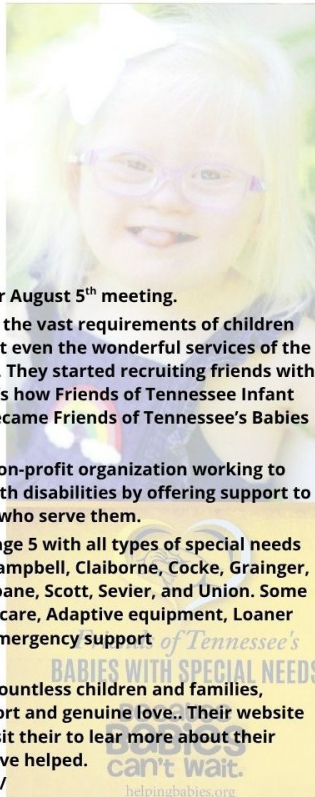 r August 5th meeting.
the vast requirements of children
t even the wonderful services of the
. They started recruiting friends with
s how Friends of Tennessee Infant
ecame Friends of Tennessee's Babies
on-profit organization working to
th disabilities by offering support to
who serve them.
ge 5 with all types of special needs
ampbell, Claiborne, Cocke, Grainger,
oane, Scott, Sevier, and Union. Some
care, Adaptive equipment, Loaner
mergency support
Friends of Tennessee's
BABIES WITH SPECIAL NEEDS
ountless children and families,
ort and genuine love.. Their website
sit their to lear more about their
ve helped.
/
because
BABIES
can't wait.
helpingbabies.org